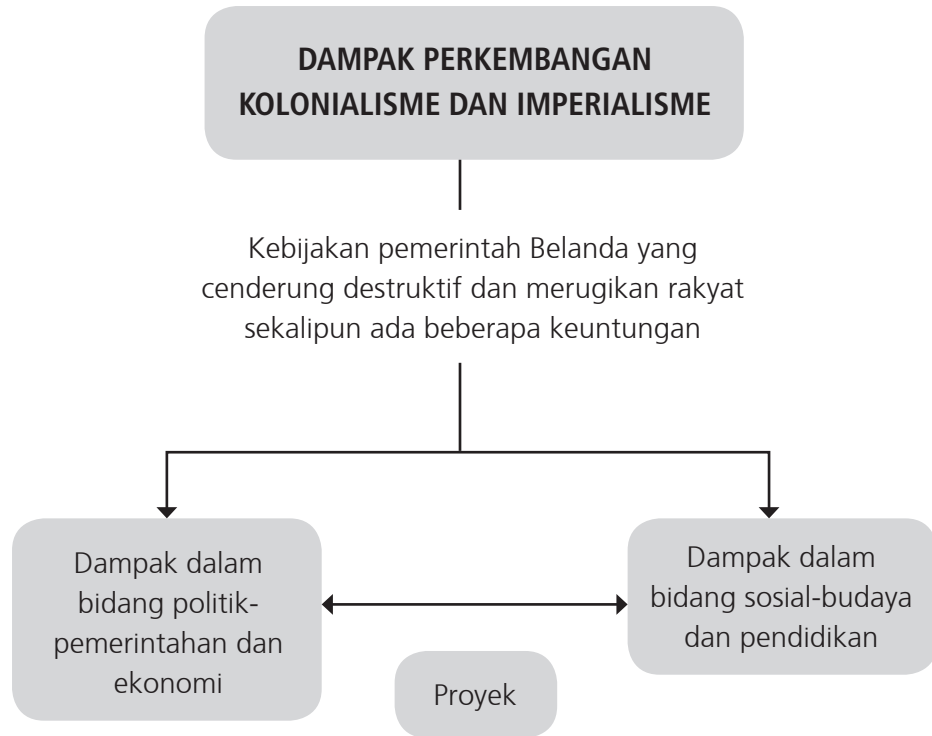 DAMPAK PERKEMBANGAN
KOLONIALISME DAN IMPERIALISME
Kebijakan pemerintah Belanda yang
cenderung destruktif dan merugikan rakyat
sekalipun ada beberapa keuntungan
Dampak dalam
bidang politik-
pemerintahan dan
ekonomi
Dampak dalam
bidang sosial-budaya
dan pendidikan
Proyek